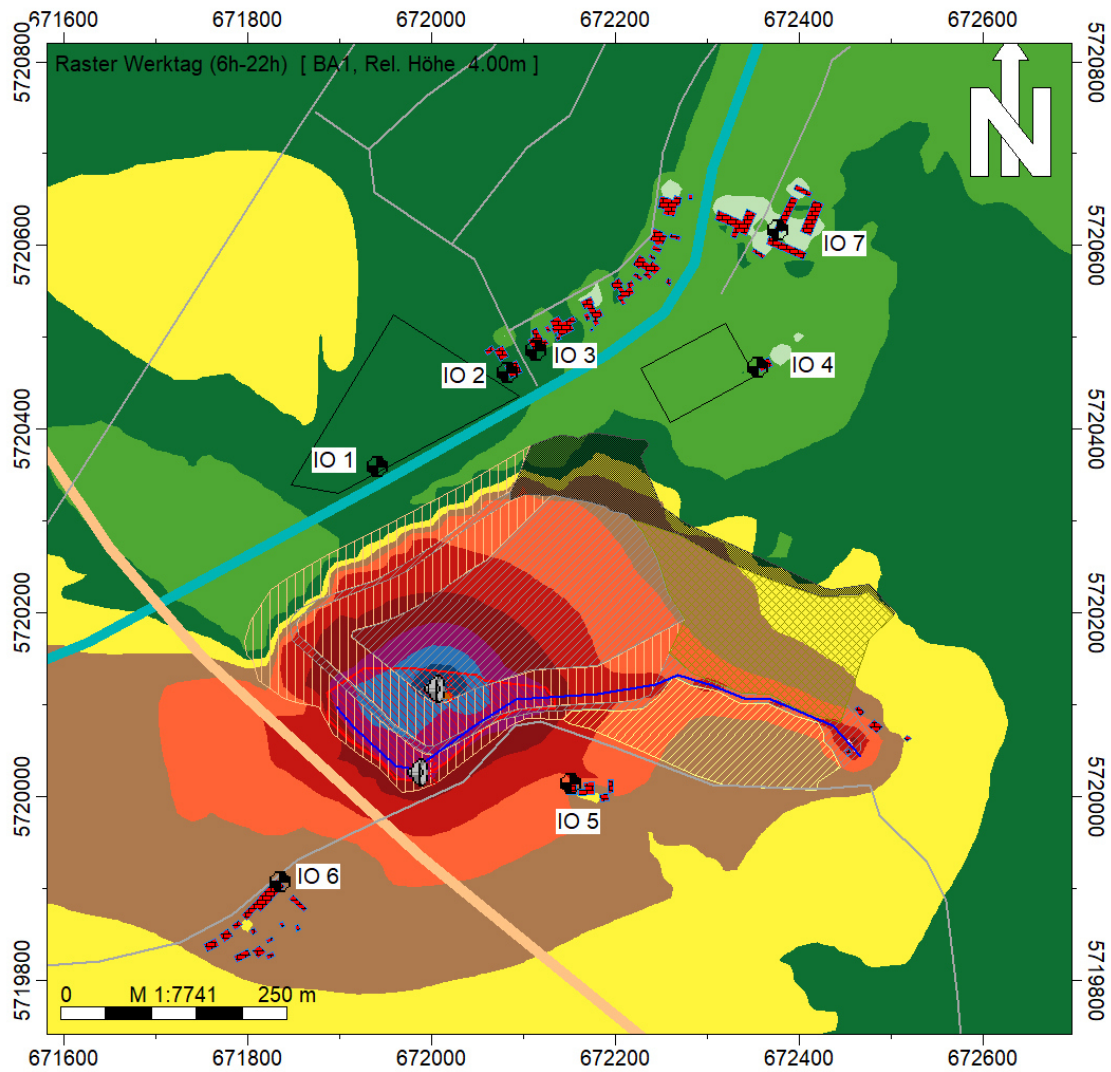 671600 671800 672000 672200 672400 672600
5720800
5720800
Raster Werktag (6h-22h) [ BA1, Rel. Höhe 4.00m ]
N
5720600
IO 7
5720600
IO 3
IO 2
IO 4
5720400
5720400
IO 1
5720200
5720200
5720000
IO 5
5720000
IO 6
5719800
5719800
0 M 1:7741 250 m
671600 671800 672000 672200 672400 672600